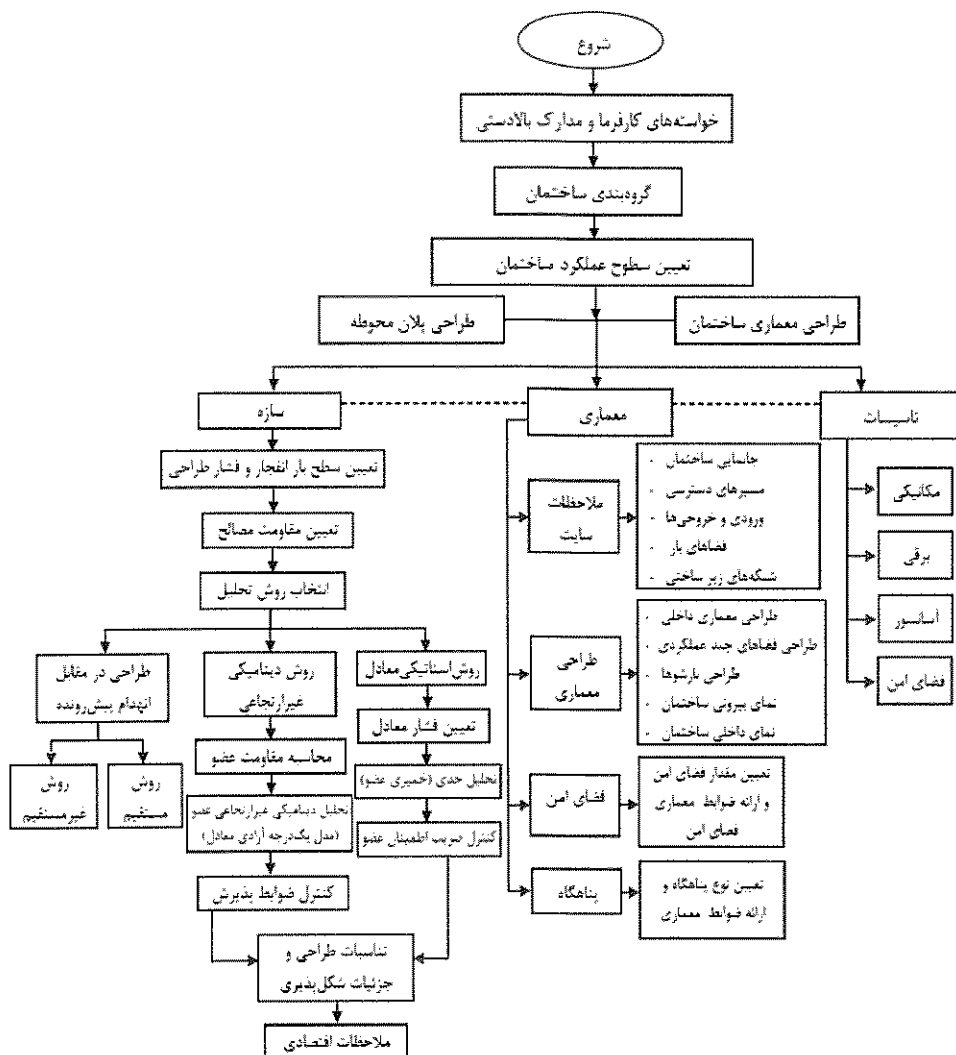 شروع
خواسته‌های کارفرما و مدارک بالادستی
گروه‌بندی ساختمان
تعیین سطوح عملکرد ساختمان
طراحی معماری ساختمان
طراحی پلان محوطه
تاسیسات
معماری
سازه
مکانیکی
برقی
آسانسور
فضای امن
ملاحظات
سایت
· جانمایی ساختمان
· مسیرهای دسترسی
· ورودی و خروجی‌ها
· فضاهای باز
· شبکه‌های زیر ساختی
طراحی
معماری
· طراحی معماری داخلی
· طراحی فضاهای چند عملکردی
· طراحی بازشوها
· نمای بیرونی ساختمان
· نمای داخلی ساختمان
فضای امن
تعیین مقدار فضای امن
و ارائه ضوابط معماری
فضای امن
پناهگاه
تعیین نوع پناهگاه و
ارائه ضوابط معماری
تعیین سطح بار انفجار و فشار طراحی
تعیین مقاومت مصالح
انتخاب روش تحلیل
روش استاتیکی معادل
تعیین فشار معادل
تحلیل حدی (خمیری عضو)
کنترل ضریب اطمینان عضو
روش دینامیکی
غیرارتجاعی
محاسبه مقاومت عضو
تحلیل دینامیکی غیرارتجاعی عضو
(مدل یک‌درجه آزادی معادل)
کنترل ضوابط پذیرش
طراحی در مقابل
انهدام پیش‌رونده
روش
مستقیم
روش
غیرمستقیم
تناسبات طراحی و
جزئیات شکل‌پذیری
ملاحظات اقتصادی